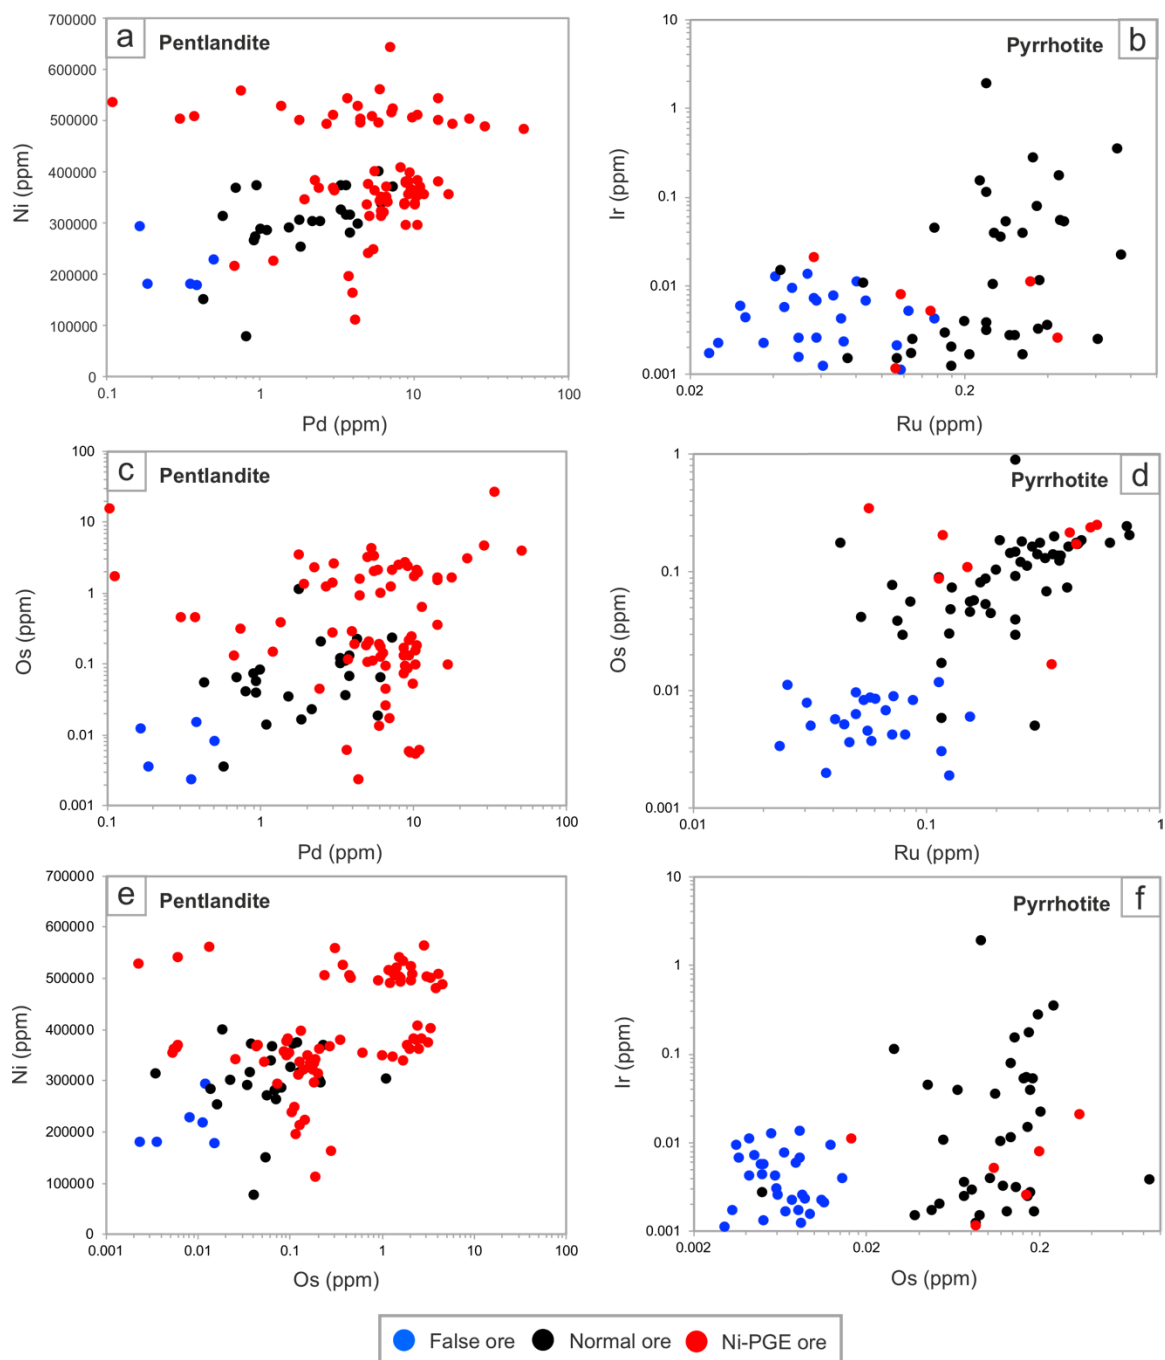 a
Pentlandite
700000
600000
500000
400000
300000
200000
100000
0
0.1
1
10
100
Ni (ppm)
Pd (ppm)
b
Pyrrhotite
10
1
0.1
0.01
0.001
0.02
0.2
Ir (ppm)
Ru (ppm)
c
Pentlandite
100
10
1
0.1
0.01
0.001
0.1
1
10
100
Os (ppm)
Pd (ppm)
d
Pyrrhotite
1
0.1
0.01
0.001
0.01
0.1
1
Os (ppm)
Ru (ppm)
e
Pentlandite
700000
600000
500000
400000
300000
200000
100000
0
0.001
0.01
0.1
1
10
100
Ni (ppm)
Os (ppm)
f
Pyrrhotite
10
1
0.1
0.01
0.001
0.002
0.02
0.2
Ir (ppm)
Os (ppm)
False ore
Normal ore
Ni-PGE ore